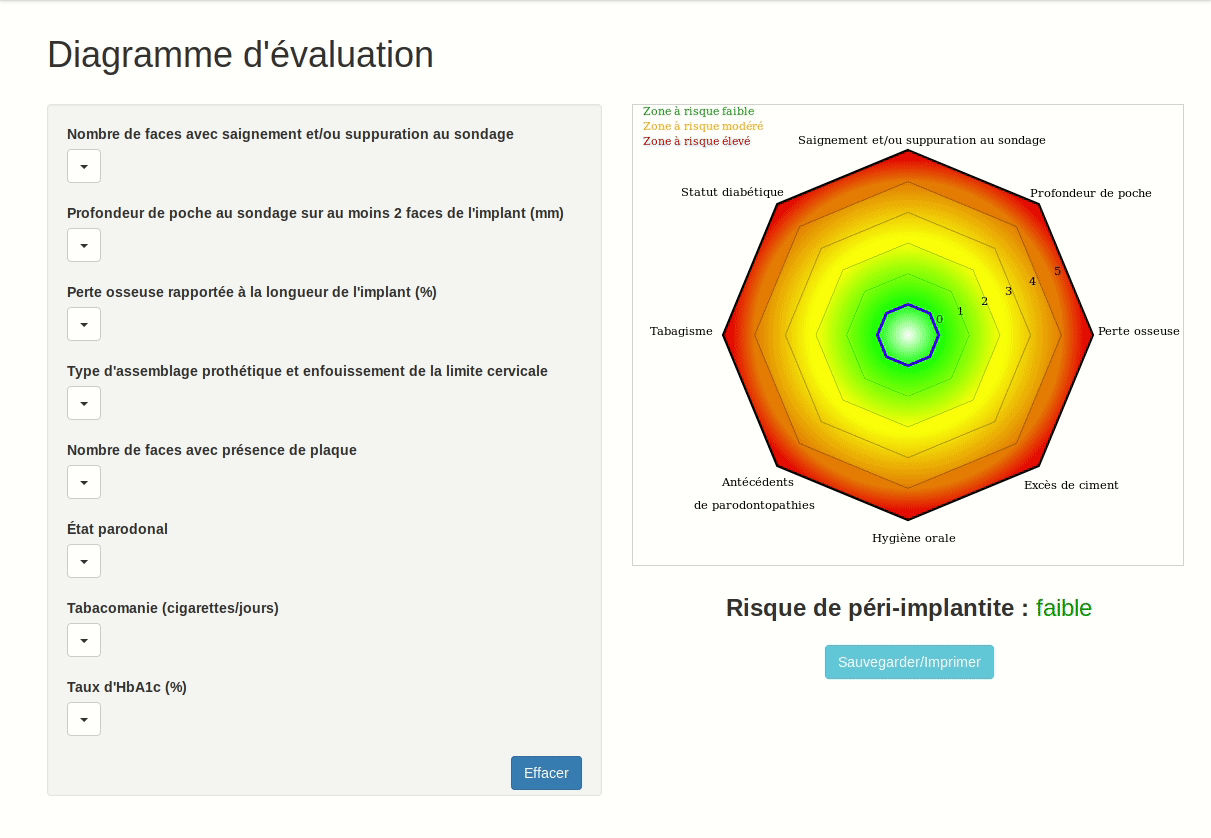 Diagramme d'évaluation
Nombre de faces avec saignement et/ou suppuration au sondage
Profondeur de poche au sondage sur au moins 2 faces de l'implant (mm)
Perte osseuse rapportée à la longueur de l'implant (%)
Type d'assemblage prothétique et enfouissement de la limite cervicale
Nombre de faces avec présence de plaque
État parodonal
Tabacomanie (cigarettes/jours)
Taux d'HbA1c (%)
Effacer
Zone à risque faible
Zone à risque modéré
Zone à risque élevé
Saignement et/ou suppuration au sondage
Statut diabétique
Profondeur de poche
5
4
3
2
1
0
Tabagisme
Perte osseuse
Antécédents
de parodontopathies
Excès de ciment
Hygiène orale
Risque de péri-implantite : faible
Sauvegarder/Imprimer